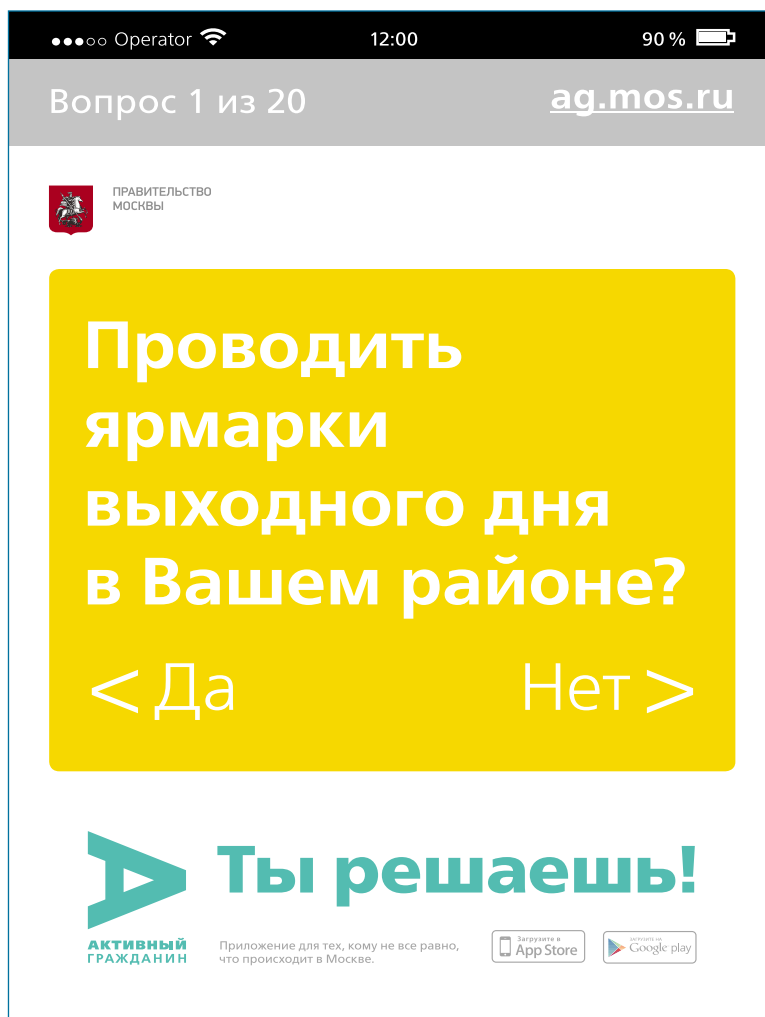 Operator
12:00
90 %
Вопрос 1 из 20
ag.mos.ru
ПРАВИТЕЛЬСТВО
МОСКВЫ
Проводить
ярмарки
выходного дня
в Вашем районе?
< Да
Нет >
Ты решаешь!
АКТИВНЫЙ
ГРАЖДАНИН
Приложение для тех, кому не все равно,
что происходит в Москве.
Загрузите в
App Store
ЗАГРУЗИТЕ НА
Google play